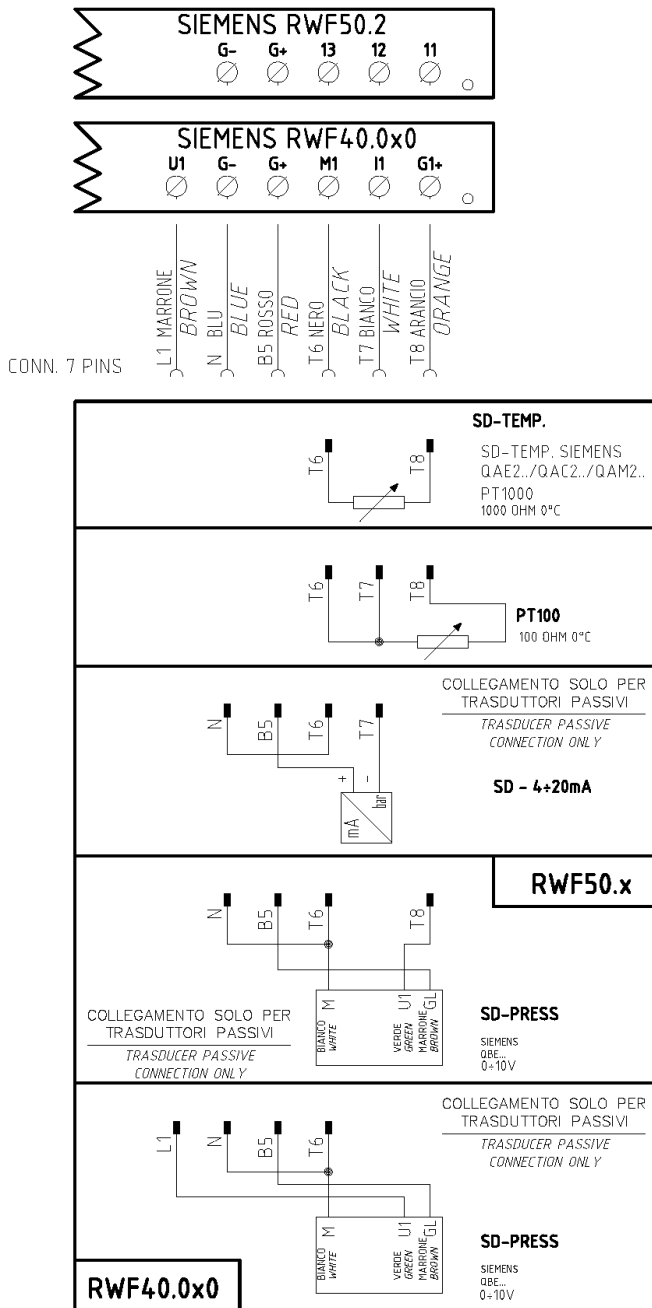 SIEMENS RWF50.2
G- G+ 13 12 11
SIEMENS RWF40.0x0
U1 G- G+ M1 I1 G1+
L1 MARRONE
BROWN
N BLU
BLUE
B5 ROSSO
RED
T6 NERO
BLACK
T7 BIANCO
WHITE
T8 ARANCIO
ORANGE
CONN. 7 PINS
SD-TEMP.
T6 T8
SD-TEMP. SIEMENS
QAE2../QAC2../QAM2..
PT1000
1000 OHM 0°C
T6 T7 T8
PT100
100 OHM 0°C
COLLEGAMENTO SOLO PER
TRASDUTTORI PASSIVI
TRASDUCER PASSIVE
CONNECTION ONLY
N B5 T6 T7
+ -
mA bar
SD - 4÷20mA
RWF50.x
N B5 T6 T8
M U1 GL
BIANCO
WHITE
VERDE
GREEN
MARRONE
BROWN
COLLEGAMENTO SOLO PER
TRASDUTTORI PASSIVI
TRASDUCER PASSIVE
CONNECTION ONLY
SD-PRESS
SIEMENS
QBE...
0÷10V
COLLEGAMENTO SOLO PER
TRASDUTTORI PASSIVI
TRASDUCER PASSIVE
CONNECTION ONLY
L1 N B5 T6
M U1 GL
BIANCO
WHITE
VERDE
GREEN
MARRONE
BROWN
SD-PRESS
SIEMENS
QBE...
0÷10V
RWF40.0x0